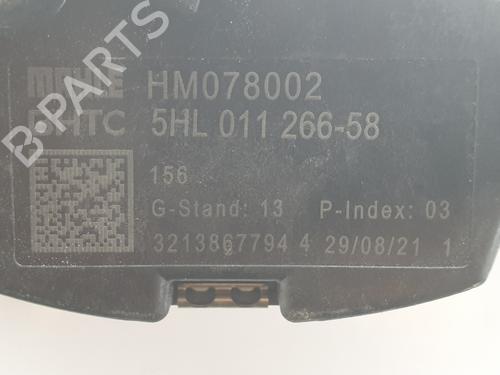 MAHLE HM078002
BHTC 5HL 011 266-58
156
G-Stand: 13 P-Index: 03
3213867794 4 29/08/21 1
2
B-PARTS